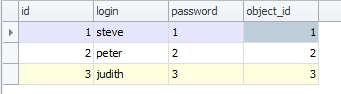 id login password object_id
1 steve 1 1
2 peter 2 2
3 judith 3 3